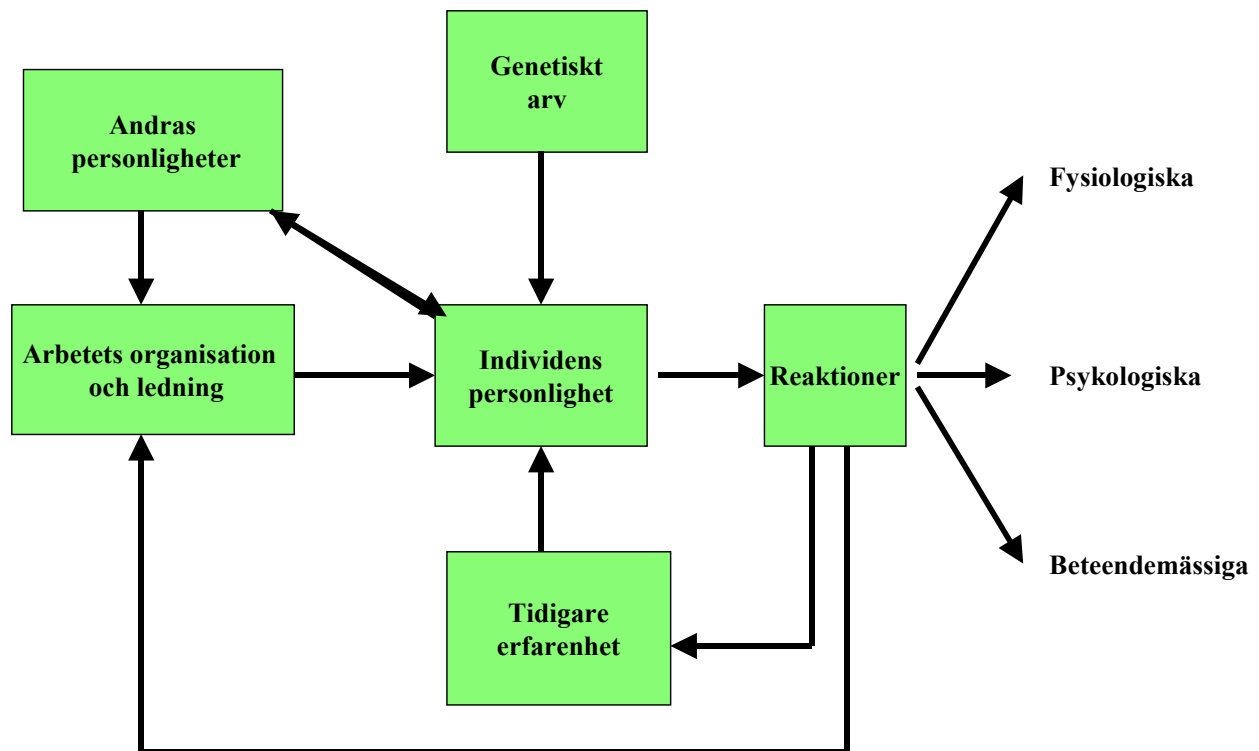 Genetiskt
arv
Andras
personligheter
Fysiologiska
Arbetets organisation
och ledning
Individens
personlighet
Reaktioner
Psykologiska
Beteendemässiga
Tidigare
erfarenhet